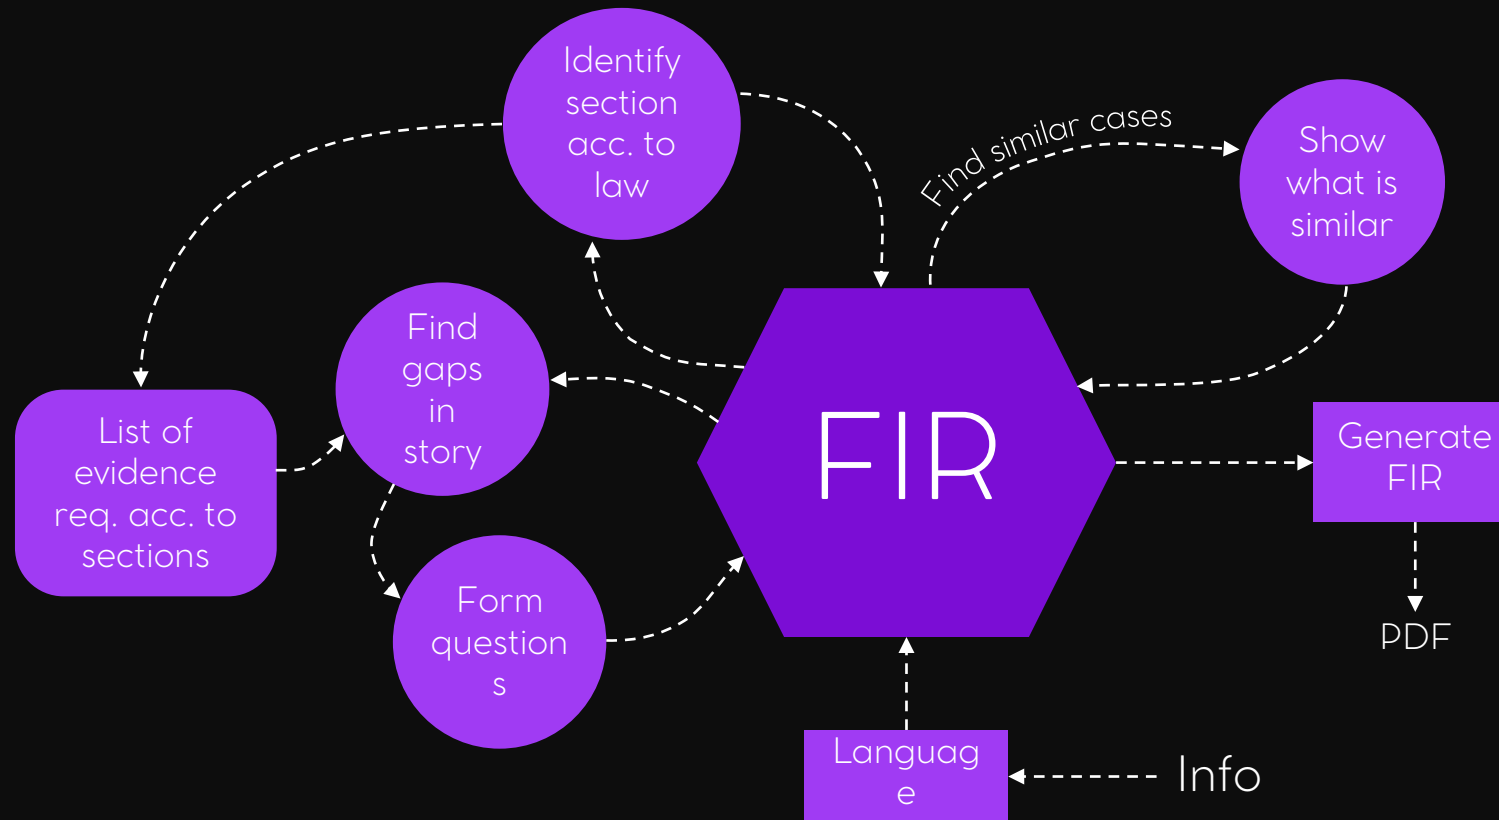 Identify
section
acc. to
law
Find similar cases
Show
what is
similar
Find
gaps
in
story
List of
evidence
req. acc. to
sections
FIR
Generate
FIR
Form
question
s
PDF
Languag
e
Info